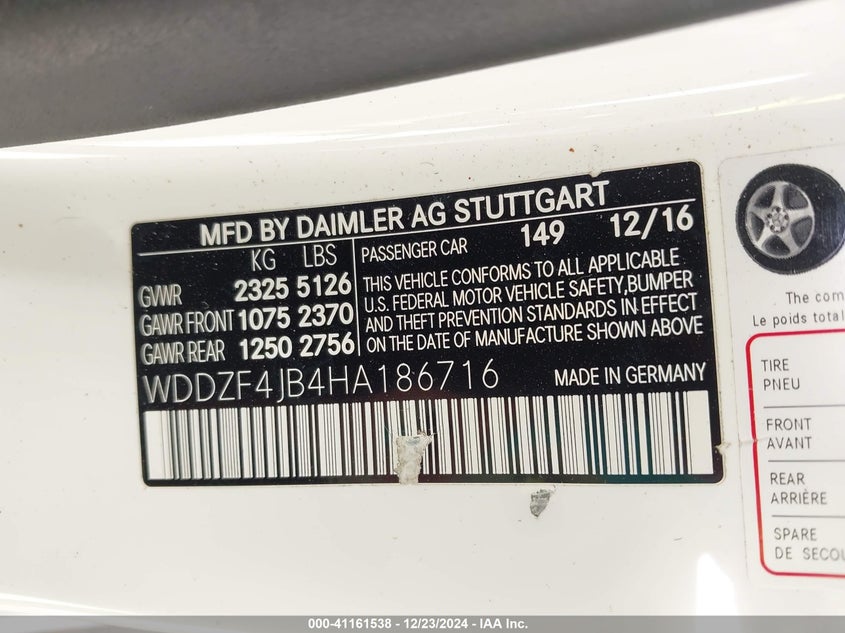 MFD BY DAIMLER AG STUTTGART
KG LBS
GVWR 2325 5126
GAWR FRONT 1075 2370
GAWR REAR 1250 2756
PASSENGER CAR 149 12/16
THIS VEHICLE CONFORMS TO ALL APPLICABLE
U.S. FEDERAL MOTOR VEHICLE SAFETY,BUMPER
AND THEFT PREVENTION STANDARDS IN EFFECT
ON THE DATE OF MANUFACTURE SHOWN ABOVE
WDDZF4JB4HA186716 MADE IN GERMANY
The com
Le poids total
TIRE
PNEU
FRONT
AVANT
REAR
ARRIÈRE
SPARE
DE SECOU
000-41161538 - 12/23/2024 - IAA Inc.